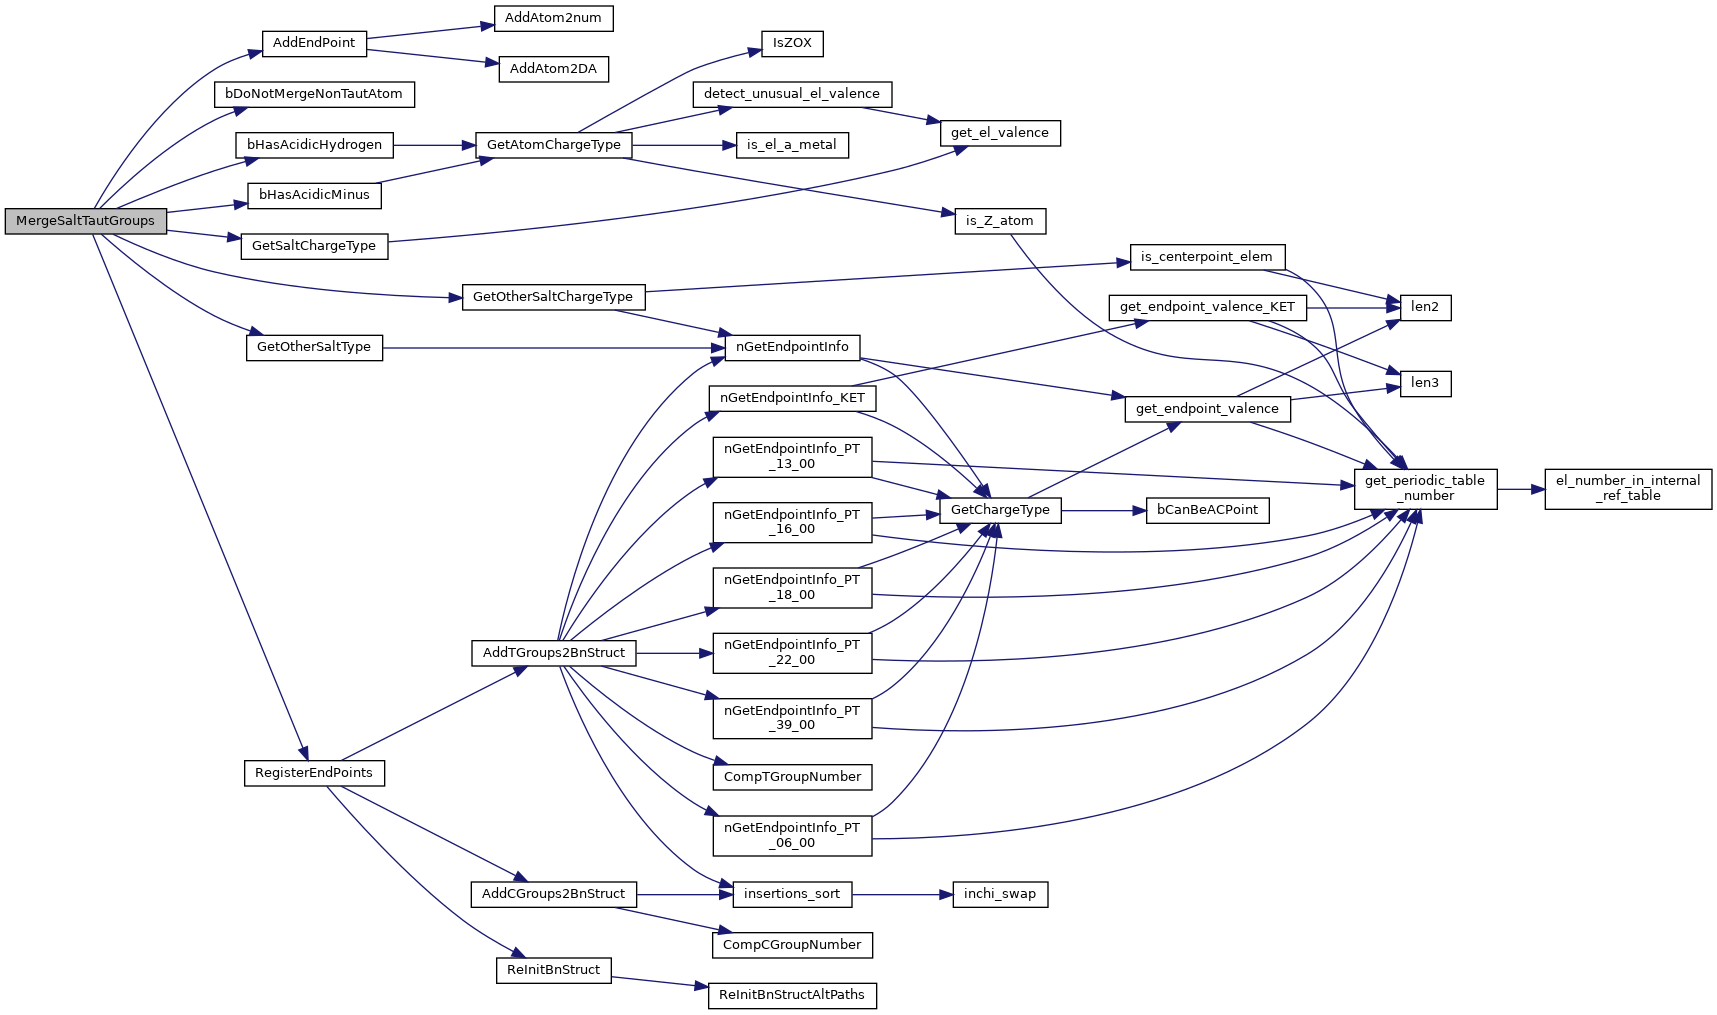 MergeSaltTautGroups
AddEndPoint
AddAtom2num
AddAtom2DA
bDoNotMergeNonTautAtom
bHasAcidicHydrogen
bHasAcidicMinus
GetSaltChargeType
GetOtherSaltChargeType
GetOtherSaltType
RegisterEndPoints
GetAtomChargeType
IsZOX
detect_unusual_el_valence
is_el_a_metal
get_el_valence
is_Z_atom
is_centerpoint_elem
get_endpoint_valence_KET
len2
len3
nGetEndpointInfo
nGetEndpointInfo_KET
get_endpoint_valence
nGetEndpointInfo_PT
_13_00
nGetEndpointInfo_PT
_16_00
nGetEndpointInfo_PT
_18_00
nGetEndpointInfo_PT
_22_00
nGetEndpointInfo_PT
_39_00
CompTGroupNumber
nGetEndpointInfo_PT
_06_00
GetChargeType
bCanBeACPoint
get_periodic_table
_number
el_number_in_internal
_ref_table
AddTGroups2BnStruct
AddCGroups2BnStruct
insertions_sort
inchi_swap
CompCGroupNumber
ReInitBnStruct
ReInitBnStructAltPaths